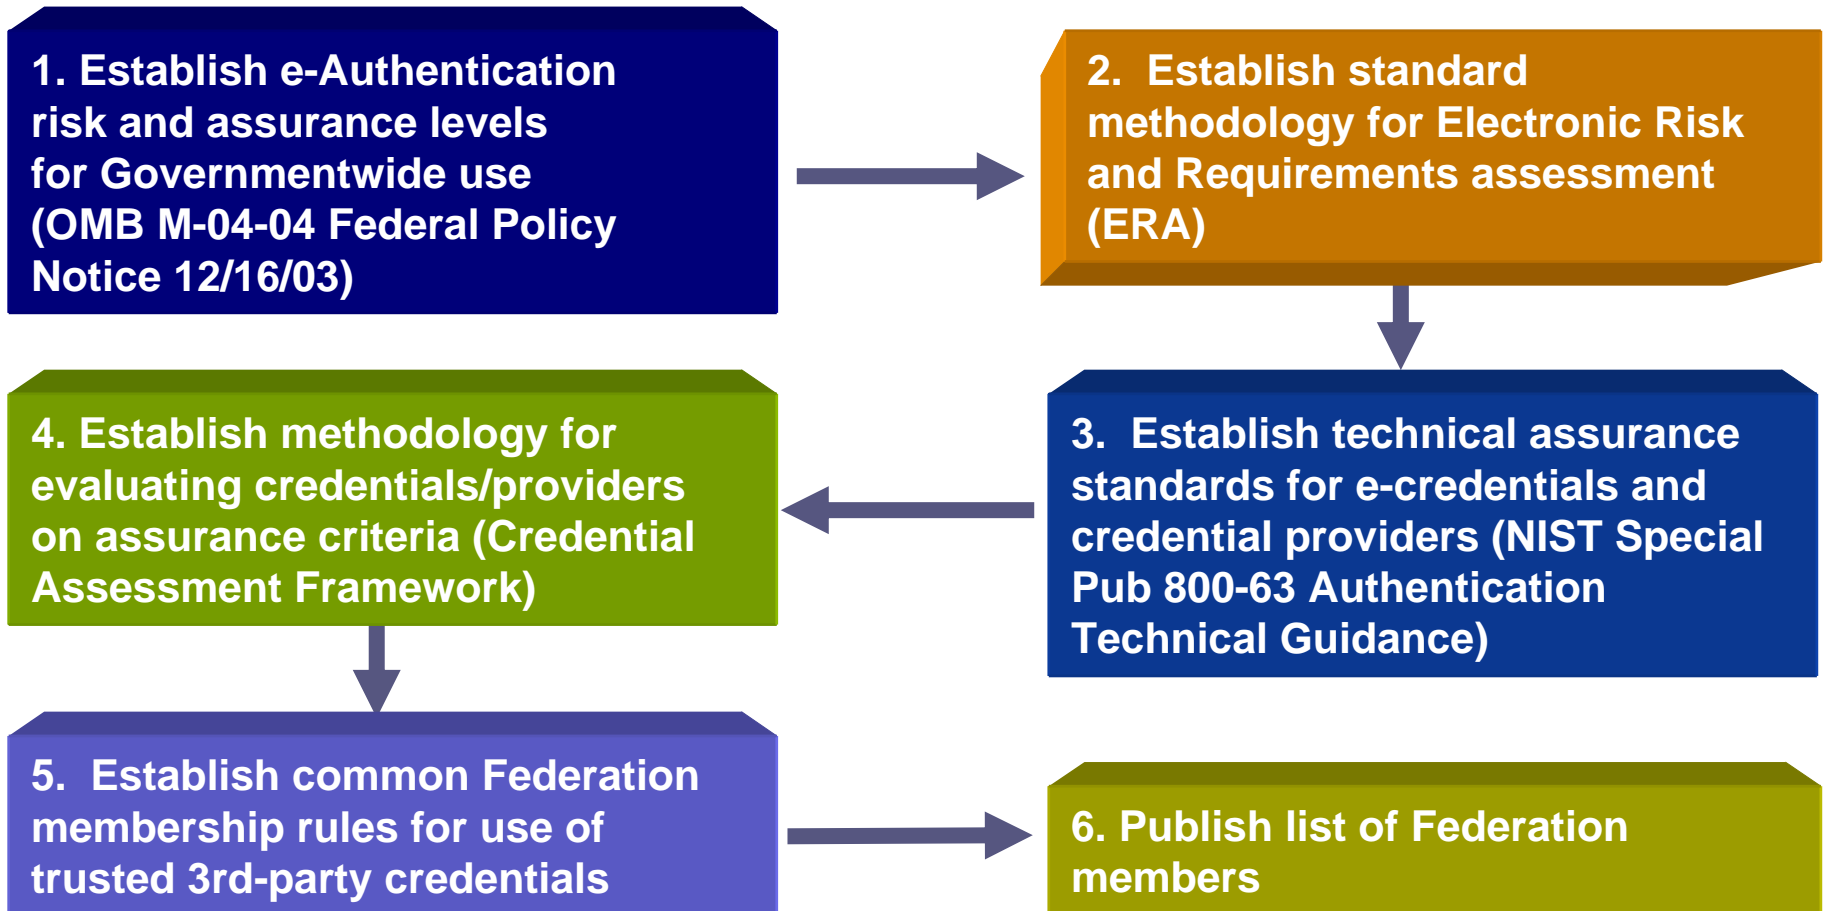 1. Establish e-Authentication
risk and assurance levels
for Governmentwide use
(OMB M-04-04 Federal Policy
Notice 12/16/03)
2. Establish standard
methodology for Electronic Risk
and Requirements assessment
(ERA)
3. Establish technical assurance
standards for e-credentials and
credential providers (NIST Special
Pub 800-63 Authentication
Technical Guidance)
4. Establish methodology for
evaluating credentials/providers
on assurance criteria (Credential
Assessment Framework)
5. Establish common Federation
membership rules for use of
trusted 3rd-party credentials
6. Publish list of Federation
members